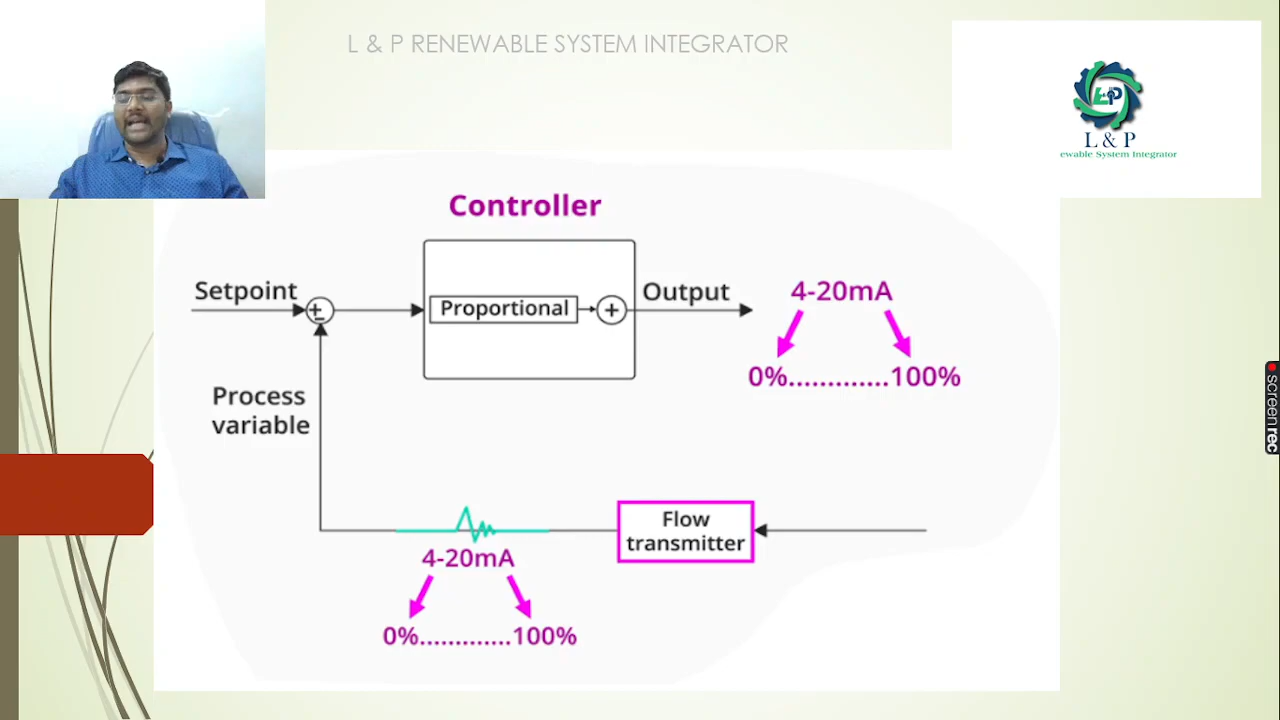 L & P RENEWABLE SYSTEM INTEGRATOR
L&P
L & P
ewable System Integrator
Controller
Setpoint
+
−
Proportional
+
Output
4-20mA
0%.............100%
Process
variable
Flow
transmitter
4-20mA
0%.............100%
screenrec